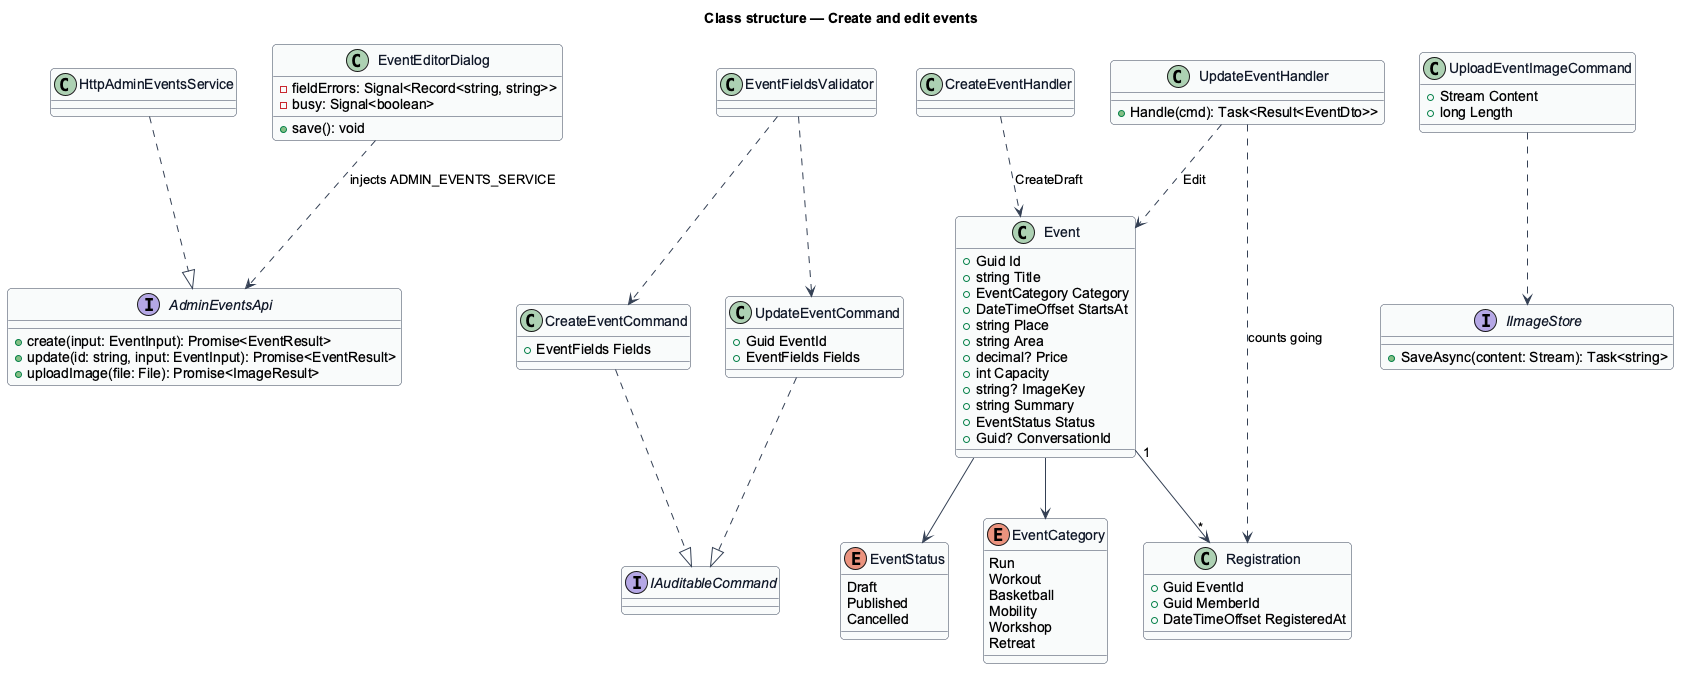 Class structure — Create and edit events
C HttpAdminEventsService
C EventEditorDialog
fieldErrors: Signal<Record<string, string>>
busy: Signal<boolean>
save(): void
C EventFieldsValidator
C CreateEventHandler
C UpdateEventHandler
Handle(cmd): Task<Result<EventDto>>
C UploadEventImageCommand
Stream Content
long Length
injects ADMIN_EVENTS_SERVICE
CreateDraft
Edit
I AdminEventsApi
create(input: EventInput): Promise<EventResult>
update(id: string, input: EventInput): Promise<EventResult>
uploadImage(file: File): Promise<ImageResult>
C CreateEventCommand
EventFields Fields
C UpdateEventCommand
Guid EventId
EventFields Fields
C Event
Guid Id
string Title
EventCategory Category
DateTimeOffset StartsAt
string Place
string Area
decimal? Price
int Capacity
string? ImageKey
string Summary
EventStatus Status
Guid? ConversationId
counts going
I IImageStore
SaveAsync(content: Stream): Task<string>
1
*
I IAuditableCommand
E EventStatus
Draft
Published
Cancelled
E EventCategory
Run
Workout
Basketball
Mobility
Workshop
Retreat
C Registration
Guid EventId
Guid MemberId
DateTimeOffset RegisteredAt